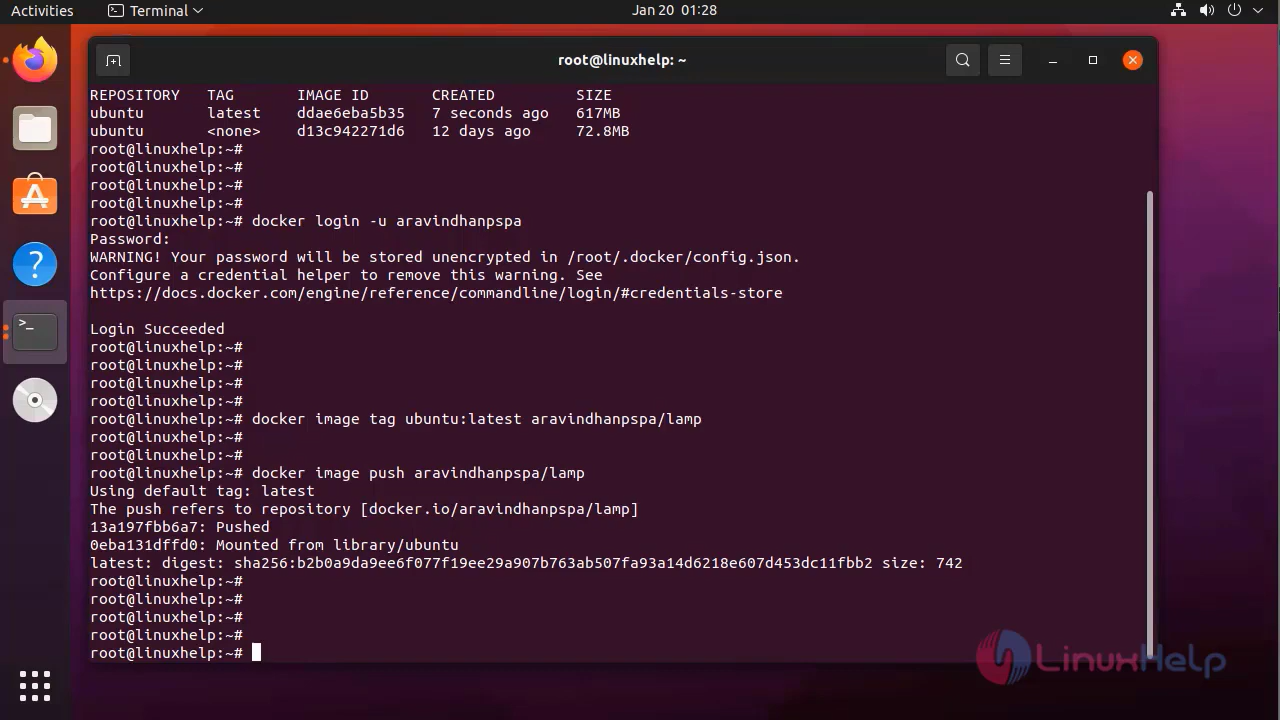 Activities Terminal Jan 20 01:28
root@linuxhelp: ~
REPOSITORY TAG IMAGE ID CREATED SIZE
ubuntu latest ddae6eba5b35 7 seconds ago 617MB
ubuntu <none> d13c942271d6 12 days ago 72.8MB
root@linuxhelp:~#
root@linuxhelp:~#
root@linuxhelp:~#
root@linuxhelp:~#
root@linuxhelp:~# docker login -u aravindhanpspa
Password:
WARNING! Your password will be stored unencrypted in /root/.docker/config.json.
Configure a credential helper to remove this warning. See
https://docs.docker.com/engine/reference/commandline/login/#credentials-store
Login Succeeded
root@linuxhelp:~#
root@linuxhelp:~#
root@linuxhelp:~#
root@linuxhelp:~#
root@linuxhelp:~# docker image tag ubuntu:latest aravindhanpspa/lamp
root@linuxhelp:~#
root@linuxhelp:~#
root@linuxhelp:~# docker image push aravindhanpspa/lamp
Using default tag: latest
The push refers to repository [docker.io/aravindhanpspa/lamp]
13a197fbb6a7: Pushed
0eba131dffd0: Mounted from library/ubuntu
latest: digest: sha256:b2b0a9da9ee6f077f19ee29a907b763ab507fa93a14d6218e607d453dc11fbb2 size: 742
root@linuxhelp:~#
root@linuxhelp:~#
root@linuxhelp:~#
root@linuxhelp:~#
root@linuxhelp:~#
LinuxHelp